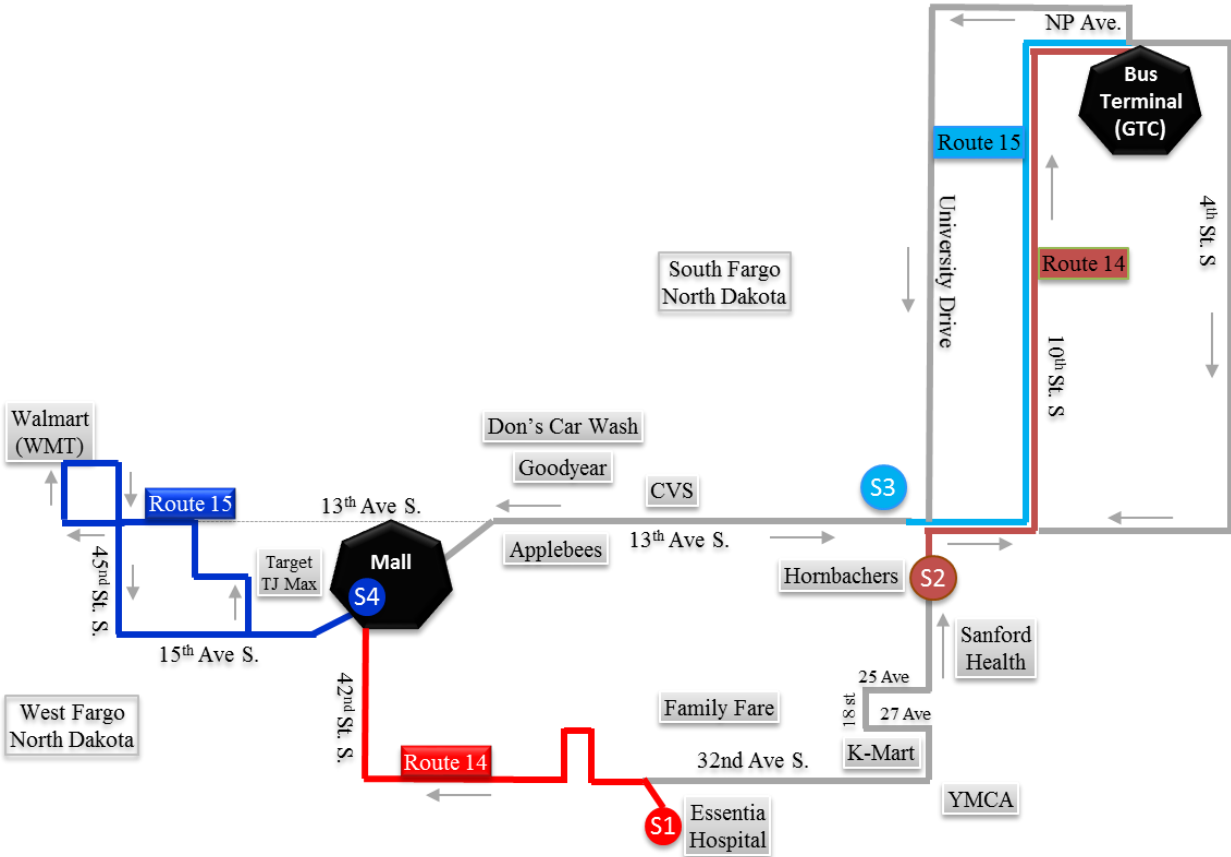 NP Ave.
Bus
Terminal
(GTC)
Route 15
University Drive
4th St. S
South Fargo
North Dakota
Route 14
10th St. S
Walmart
(WMT)
Don's Car Wash
Goodyear
CVS
S3
Route 15
13th Ave S.
Applebees
13th Ave S.
Mall
Target
TJ Max
S4
Hornbachers
S2
45nd St. S.
15th Ave S.
Sanford
Health
42nd St. S.
25 Ave
18 st
27 Ave
West Fargo
North Dakota
Family Fare
K-Mart
Route 14
32nd Ave S.
YMCA
S1
Essentia
Hospital